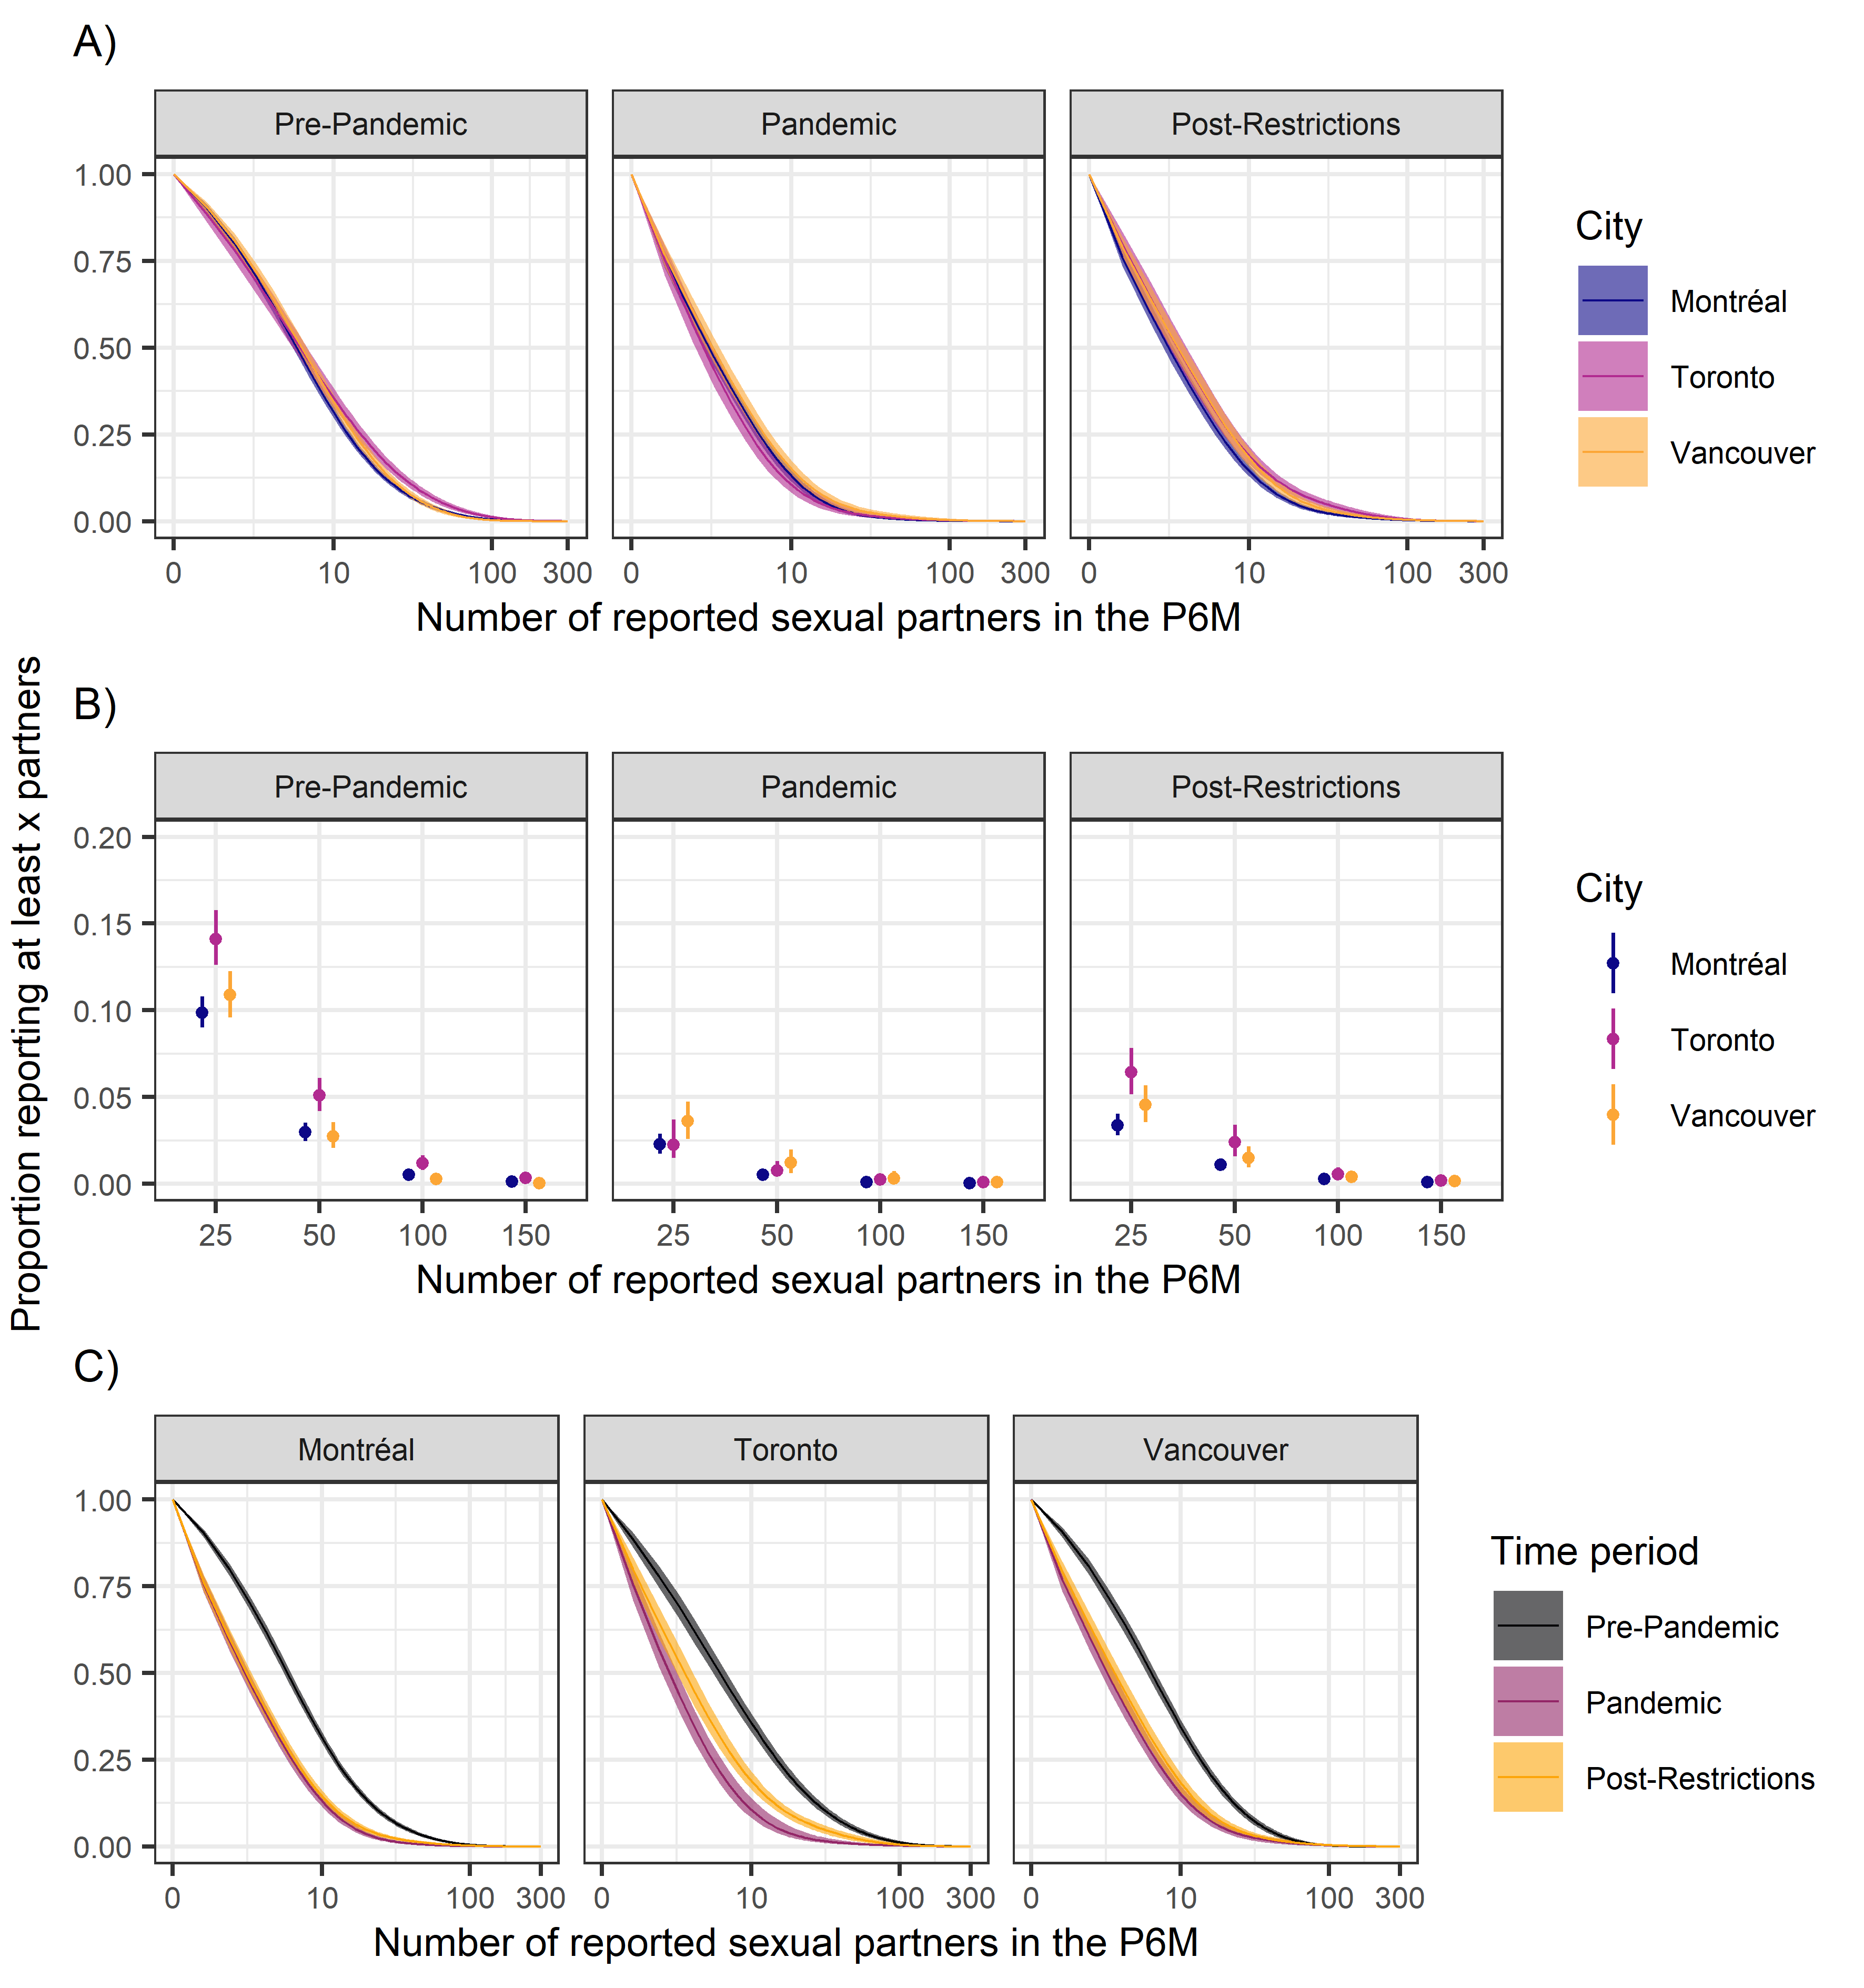 A)
Pre-Pandemic Pandemic Post-Restrictions
1.00
0.75
0.50
0.25
0.00
0 10 100 300 0 10 100 300 0 10 100 300
Number of reported sexual partners in the P6M
City
Montréal
Toronto
Vancouver
Proportion reporting at least x partners
B)
Pre-Pandemic Pandemic Post-Restrictions
0.20
0.15
0.10
0.05
0.00
25 50 100 150 25 50 100 150 25 50 100 150
Number of reported sexual partners in the P6M
City
Montréal
Toronto
Vancouver
C)
Montréal Toronto Vancouver
1.00
0.75
0.50
0.25
0.00
0 10 100 300 0 10 100 300 0 10 100 300
Number of reported sexual partners in the P6M
Time period
Pre-Pandemic
Pandemic
Post-Restrictions